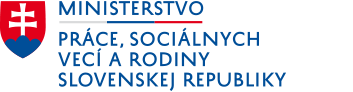 MINISTERSTVO
PRÁCE, SOCIÁLNYCH
VECÍ A RODINY
SLOVENSKEJ REPUBLIKY